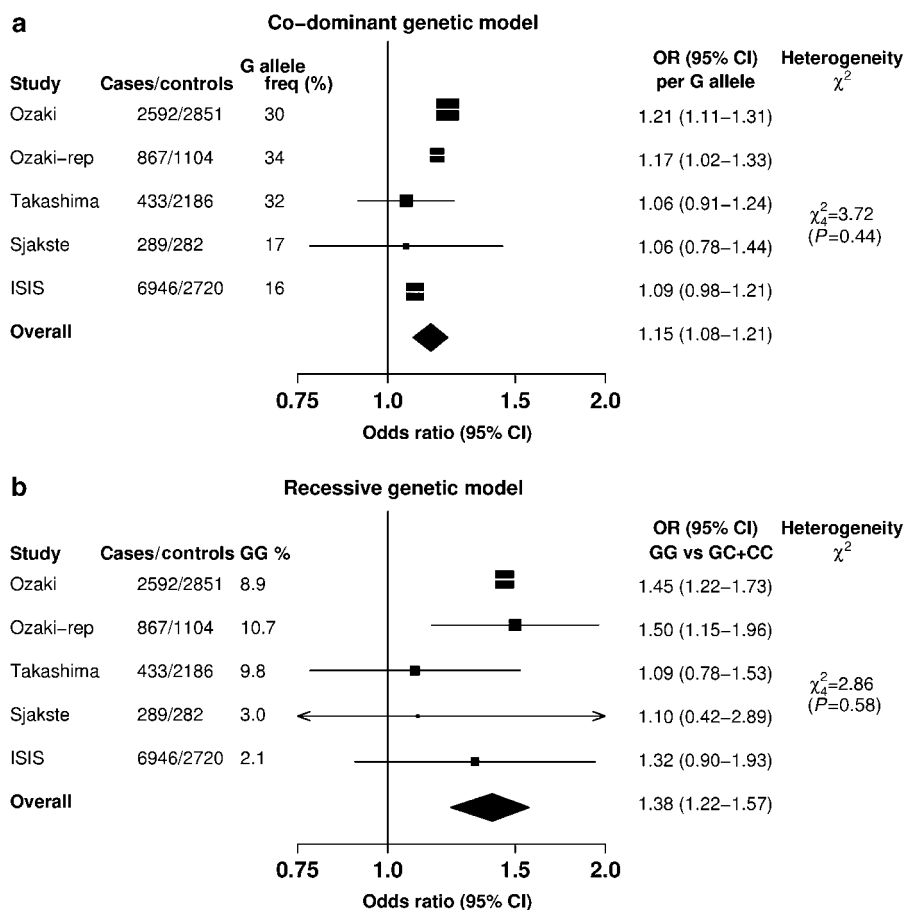 a
Co-dominant genetic model
Study Cases/controls G allele freq (%) OR (95% CI) per G allele Heterogeneity χ²
Ozaki 2592/2851 30 1.21 (1.11-1.31)
Ozaki-rep 867/1104 34 1.17 (1.02-1.33)
Takashima 433/2186 32 1.06 (0.91-1.24)
χ²₄=3.72
(P=0.44)
Sjakste 289/282 17 1.06 (0.78-1.44)
ISIS 6946/2720 16 1.09 (0.98-1.21)
Overall 1.15 (1.08-1.21)
0.75 1.0 1.5 2.0
Odds ratio (95% CI)
b
Recessive genetic model
Study Cases/controls GG % OR (95% CI) GG vs GC+CC Heterogeneity χ²
Ozaki 2592/2851 8.9 1.45 (1.22-1.73)
Ozaki-rep 867/1104 10.7 1.50 (1.15-1.96)
Takashima 433/2186 9.8 1.09 (0.78-1.53)
χ²₄=2.86
(P=0.58)
Sjakste 289/282 3.0 1.10 (0.42-2.89)
ISIS 6946/2720 2.1 1.32 (0.90-1.93)
Overall 1.38 (1.22-1.57)
0.75 1.0 1.5 2.0
Odds ratio (95% CI)